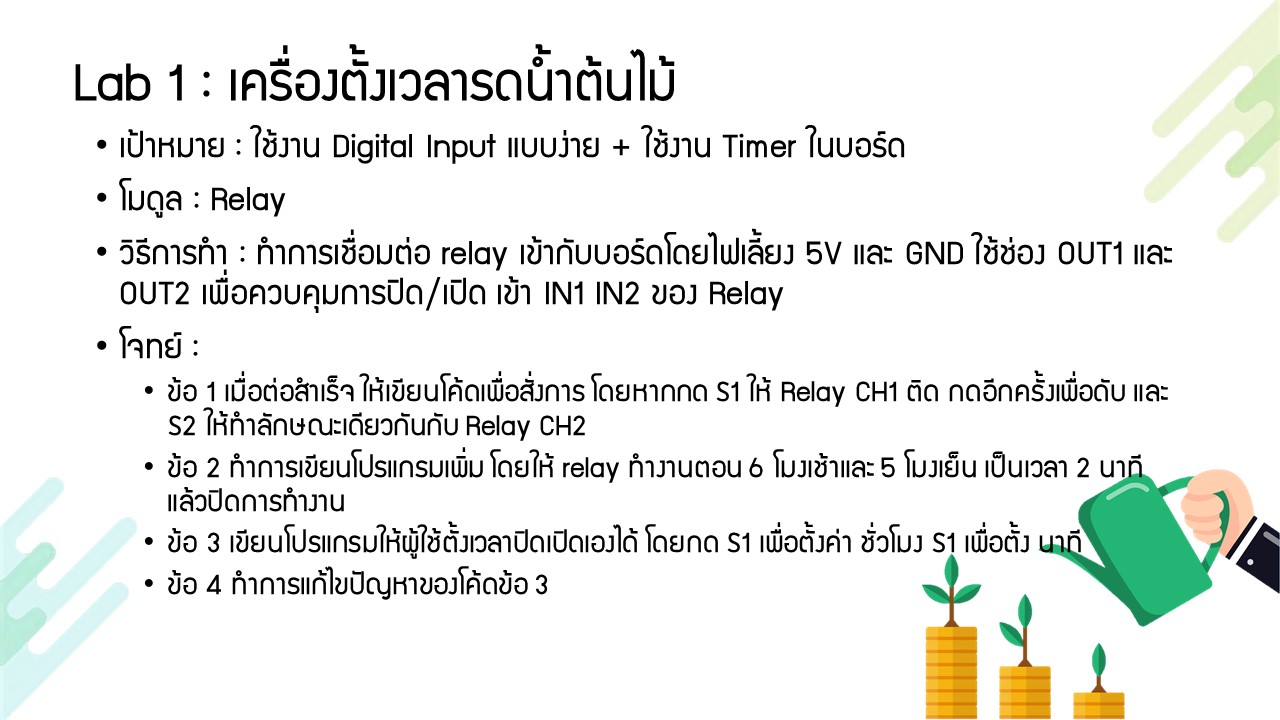 Lab 1 : เครื่องตั้งเวลารดน้ำต้นไม้
• เป้าหมาย : ใช้งาน Digital Input แบบง่าย + ใช้งาน Timer ในบอร์ด
• โมดูล : Relay
• วิธีการทำ : ทำการเชื่อมต่อ relay เข้ากับบอร์ดโดยไฟเลี้ยง 5V และ GND ใช้ช่อง OUT1 และ
OUT2 เพื่อควบคุมการปิด/เปิด เข้า IN1 IN2 ของ Relay
• โจทย์ :
• ข้อ 1 เมื่อต่อสำเร็จ ให้เขียนโค้ดเพื่อสั่งการ โดยหากกด S1 ให้ Relay CH1 ติด กดอีกครั้งเพื่อดับ และ
S2 ให้ทำลักษณะเดียวกันกับ Relay CH2
• ข้อ 2 ทำการเขียนโปรแกรมเพิ่ม โดยให้ relay ทำงานตอน 6 โมงเช้าและ 5 โมงเย็น เป็นเวลา 2 นาที
แล้วปิดการทำงาน
• ข้อ 3 เขียนโปรแกรมให้ผู้ใช้ตั้งเวลาปิดเปิดเองได้ โดยกด S1 เพื่อตั้งค่า ชั่วโมง S1 เพื่อตั้ง นาที
• ข้อ 4 ทำการแก้ไขปัญหาของโค้ดข้อ 3